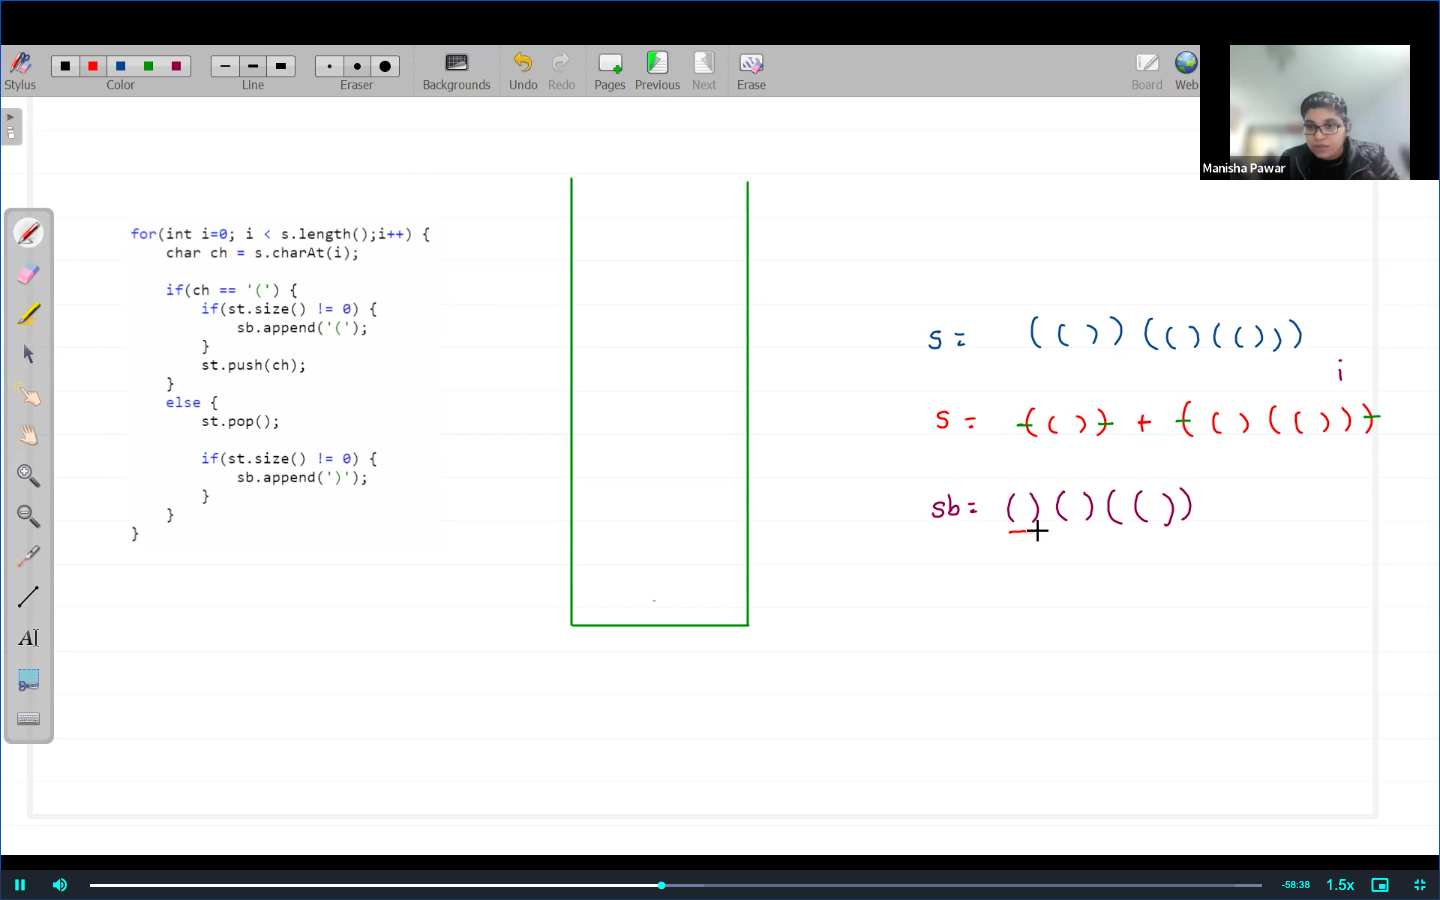 Stylus
Color
Line
Eraser
Backgrounds
Undo
Redo
Pages
Previous
Next
Erase
Board
Web
Manisha Pawar
for(int i=0; i < s.length();i++) {
char ch = s.charAt(i);
if(ch == '(') {
if(st.size() != 0) {
sb.append('(');
}
st.push(ch);
}
else {
st.pop();
if(st.size() != 0) {
sb.append(')');
}
}
}
s = (())(()(()))
i
s = (()) + (()(()))
sb = ()()(())
AI
-58:38
1.5x